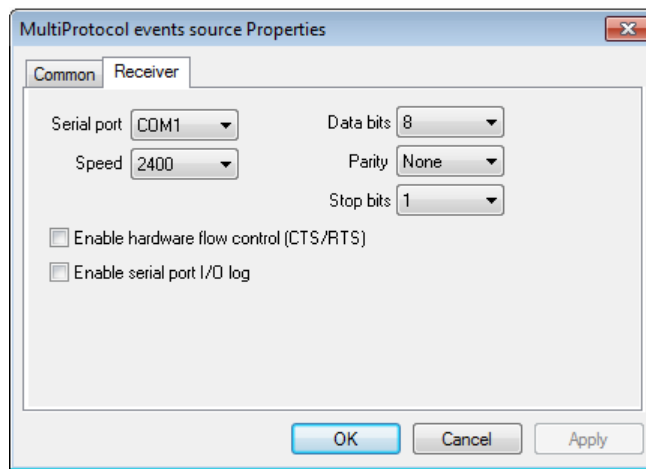 MultiProtocol events source Properties
Common Receiver
Serial port COM1 Data bits 8
Speed 2400 Parity None
Stop bits 1
Enable hardware flow control (CTS/RTS)
Enable serial port I/O log
OK Cancel Apply